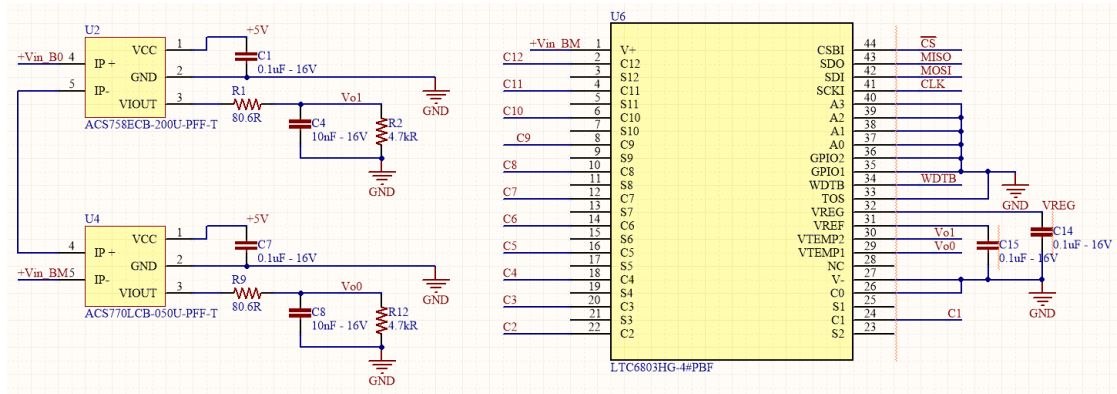 U2
+5V
+Vin_B0 4 IP + VCC 1
C1
0.1uF - 16V
GND 2
5 IP-
GND
VIOUT 3
R1
80.6R
Vo1
ACS758ECB-200U-PFF-T
C4
10nF - 16V
R2
4.7kR
GND
U4
+5V
4 IP + VCC 1
C7
0.1uF - 16V
GND 2
+Vin_BM 5 IP-
GND
VIOUT 3
R9
80.6R
Vo0
ACS770LCB-050U-PFF-T
C8
10nF - 16V
R12
4.7kR
GND
U6
+Vin_BM 1 V+ CSBI 44 CS
C12 2 C12 SDO 43 MISO
3 S12 SDI 42 MOSI
C11 4 C11 SCKI 41 CLK
5 S11 A3 40
C10 6 C10 A2 39
7 S10 A1 38
C9 8 C9 A0 37
9 S9 GPIO2 36
C8 10 C8 GPIO1 35
11 S8 WDTB 34 WDTB
C7 12 C7 TOS 33
GND
13 S7 VREG 32 VREG
C6 14 C6 VREF 31
15 S6 VTEMP2 30 Vo1
C5 16 C5 VTEMP1 29 Vo0
C15
0.1uF - 16V
C14
0.1uF - 16V
17 S5 NC 28
C4 18 C4 V- 27
19 S4 C0 26
C3 20 C3 S1 25
GND
21 S3 C1 24 C1
C2 22 C2 S2 23
LTC6803HG-4#PBF